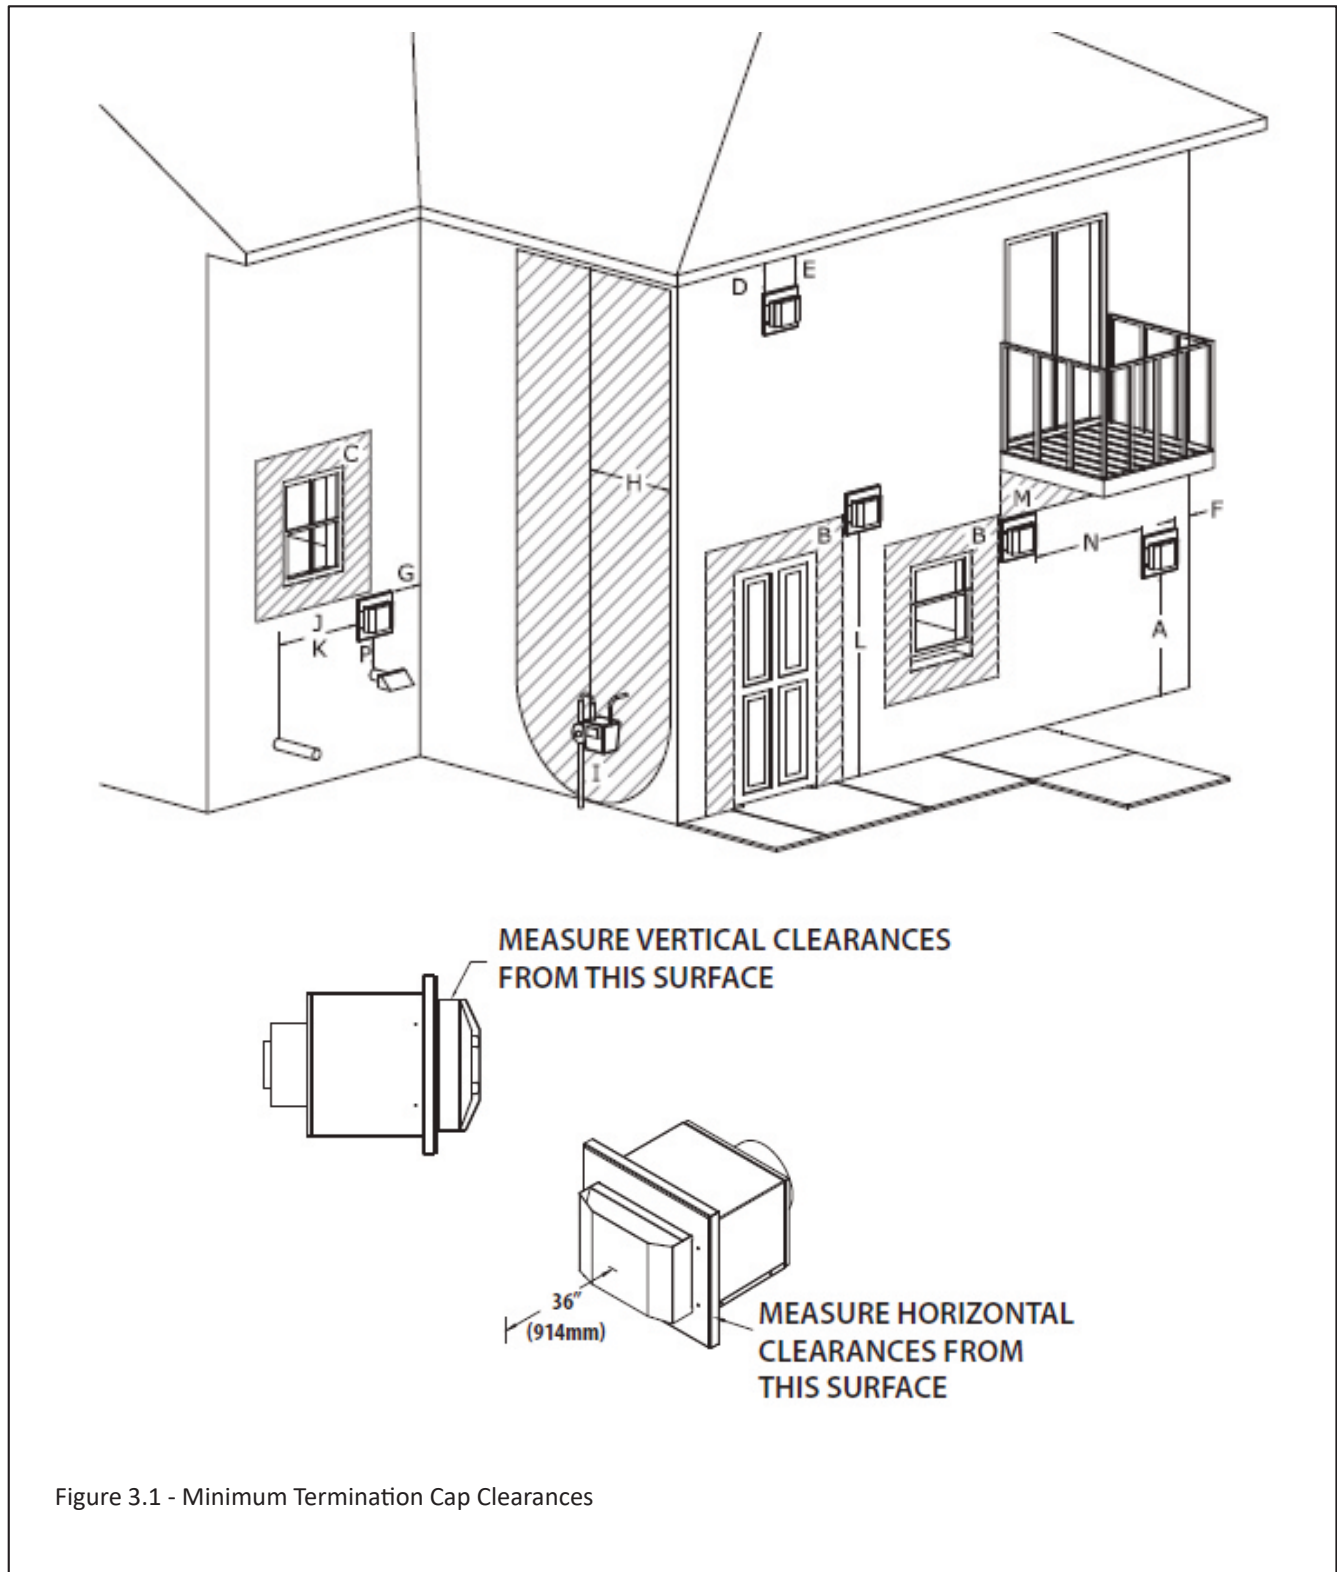 E
D
C
H
M
F
B
B
N
G
J
L
A
K
P
I
MEASURE VERTICAL CLEARANCES
FROM THIS SURFACE
36″
(914mm)
MEASURE HORIZONTAL
CLEARANCES FROM
THIS SURFACE
Figure 3.1 - Minimum Termination Cap Clearances